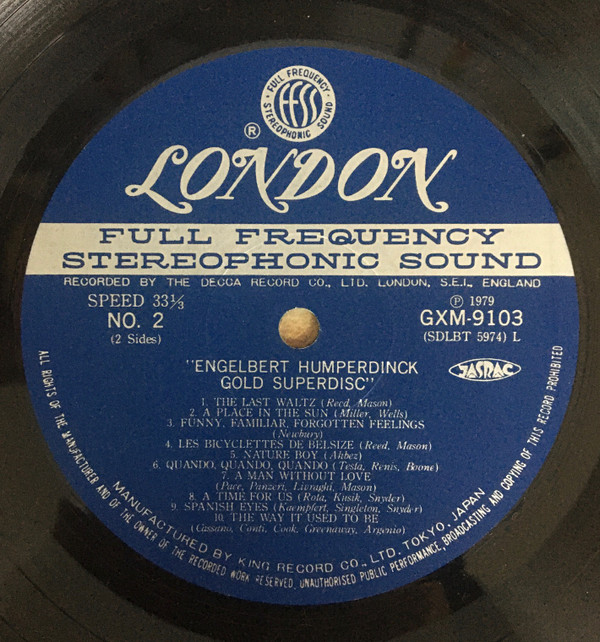 FULL FREQUENCY
STEREOPHONIC SOUND
FFSS
®
LONDON
FULL FREQUENCY
STEREOPHONIC SOUND
RECORDED BY THE DECCA RECORD CO., LTD. LONDON, S.E.I., ENGLAND
SPEED 33⅓
NO. 2
(2 Sides)
℗ 1979
GXM-9103
(SDLBT 5974) L
JASRAC
"ENGELBERT HUMPERDINCK
GOLD SUPERDISC"
1. THE LAST WALTZ (Reed, Mason)
2. A PLACE IN THE SUN (Miller, Wells)
3. FUNNY, FAMILIAR, FORGOTTEN FEELINGS
(Newbury)
4. LES BICYCLETTES DE BELSIZE (Reed, Mason)
5. NATURE BOY (Ahbez)
6. QUANDO, QUANDO, QUANDO (Testa, Renis, Boone)
7. A MAN WITHOUT LOVE
(Pace, Panzeri, Livraghi, Mason)
8. A TIME FOR US (Rota, Kusik, Snyder)
9. SPANISH EYES (Kaempfert, Singleton, Snyder)
10. THE WAY IT USED TO BE
(Cassano, Conti, Cook, Greenaway, Argenio)
MANUFACTURED BY KING RECORD CO., LTD. TOKYO, JAPAN
ALL RIGHTS OF THE MANUFACTURER AND OF THE OWNER OF THE RECORDED WORK RESERVED, UNAUTHORISED PUBLIC PERFORMANCE, BROADCASTING AND COPYING OF THIS RECORD PROHIBITED